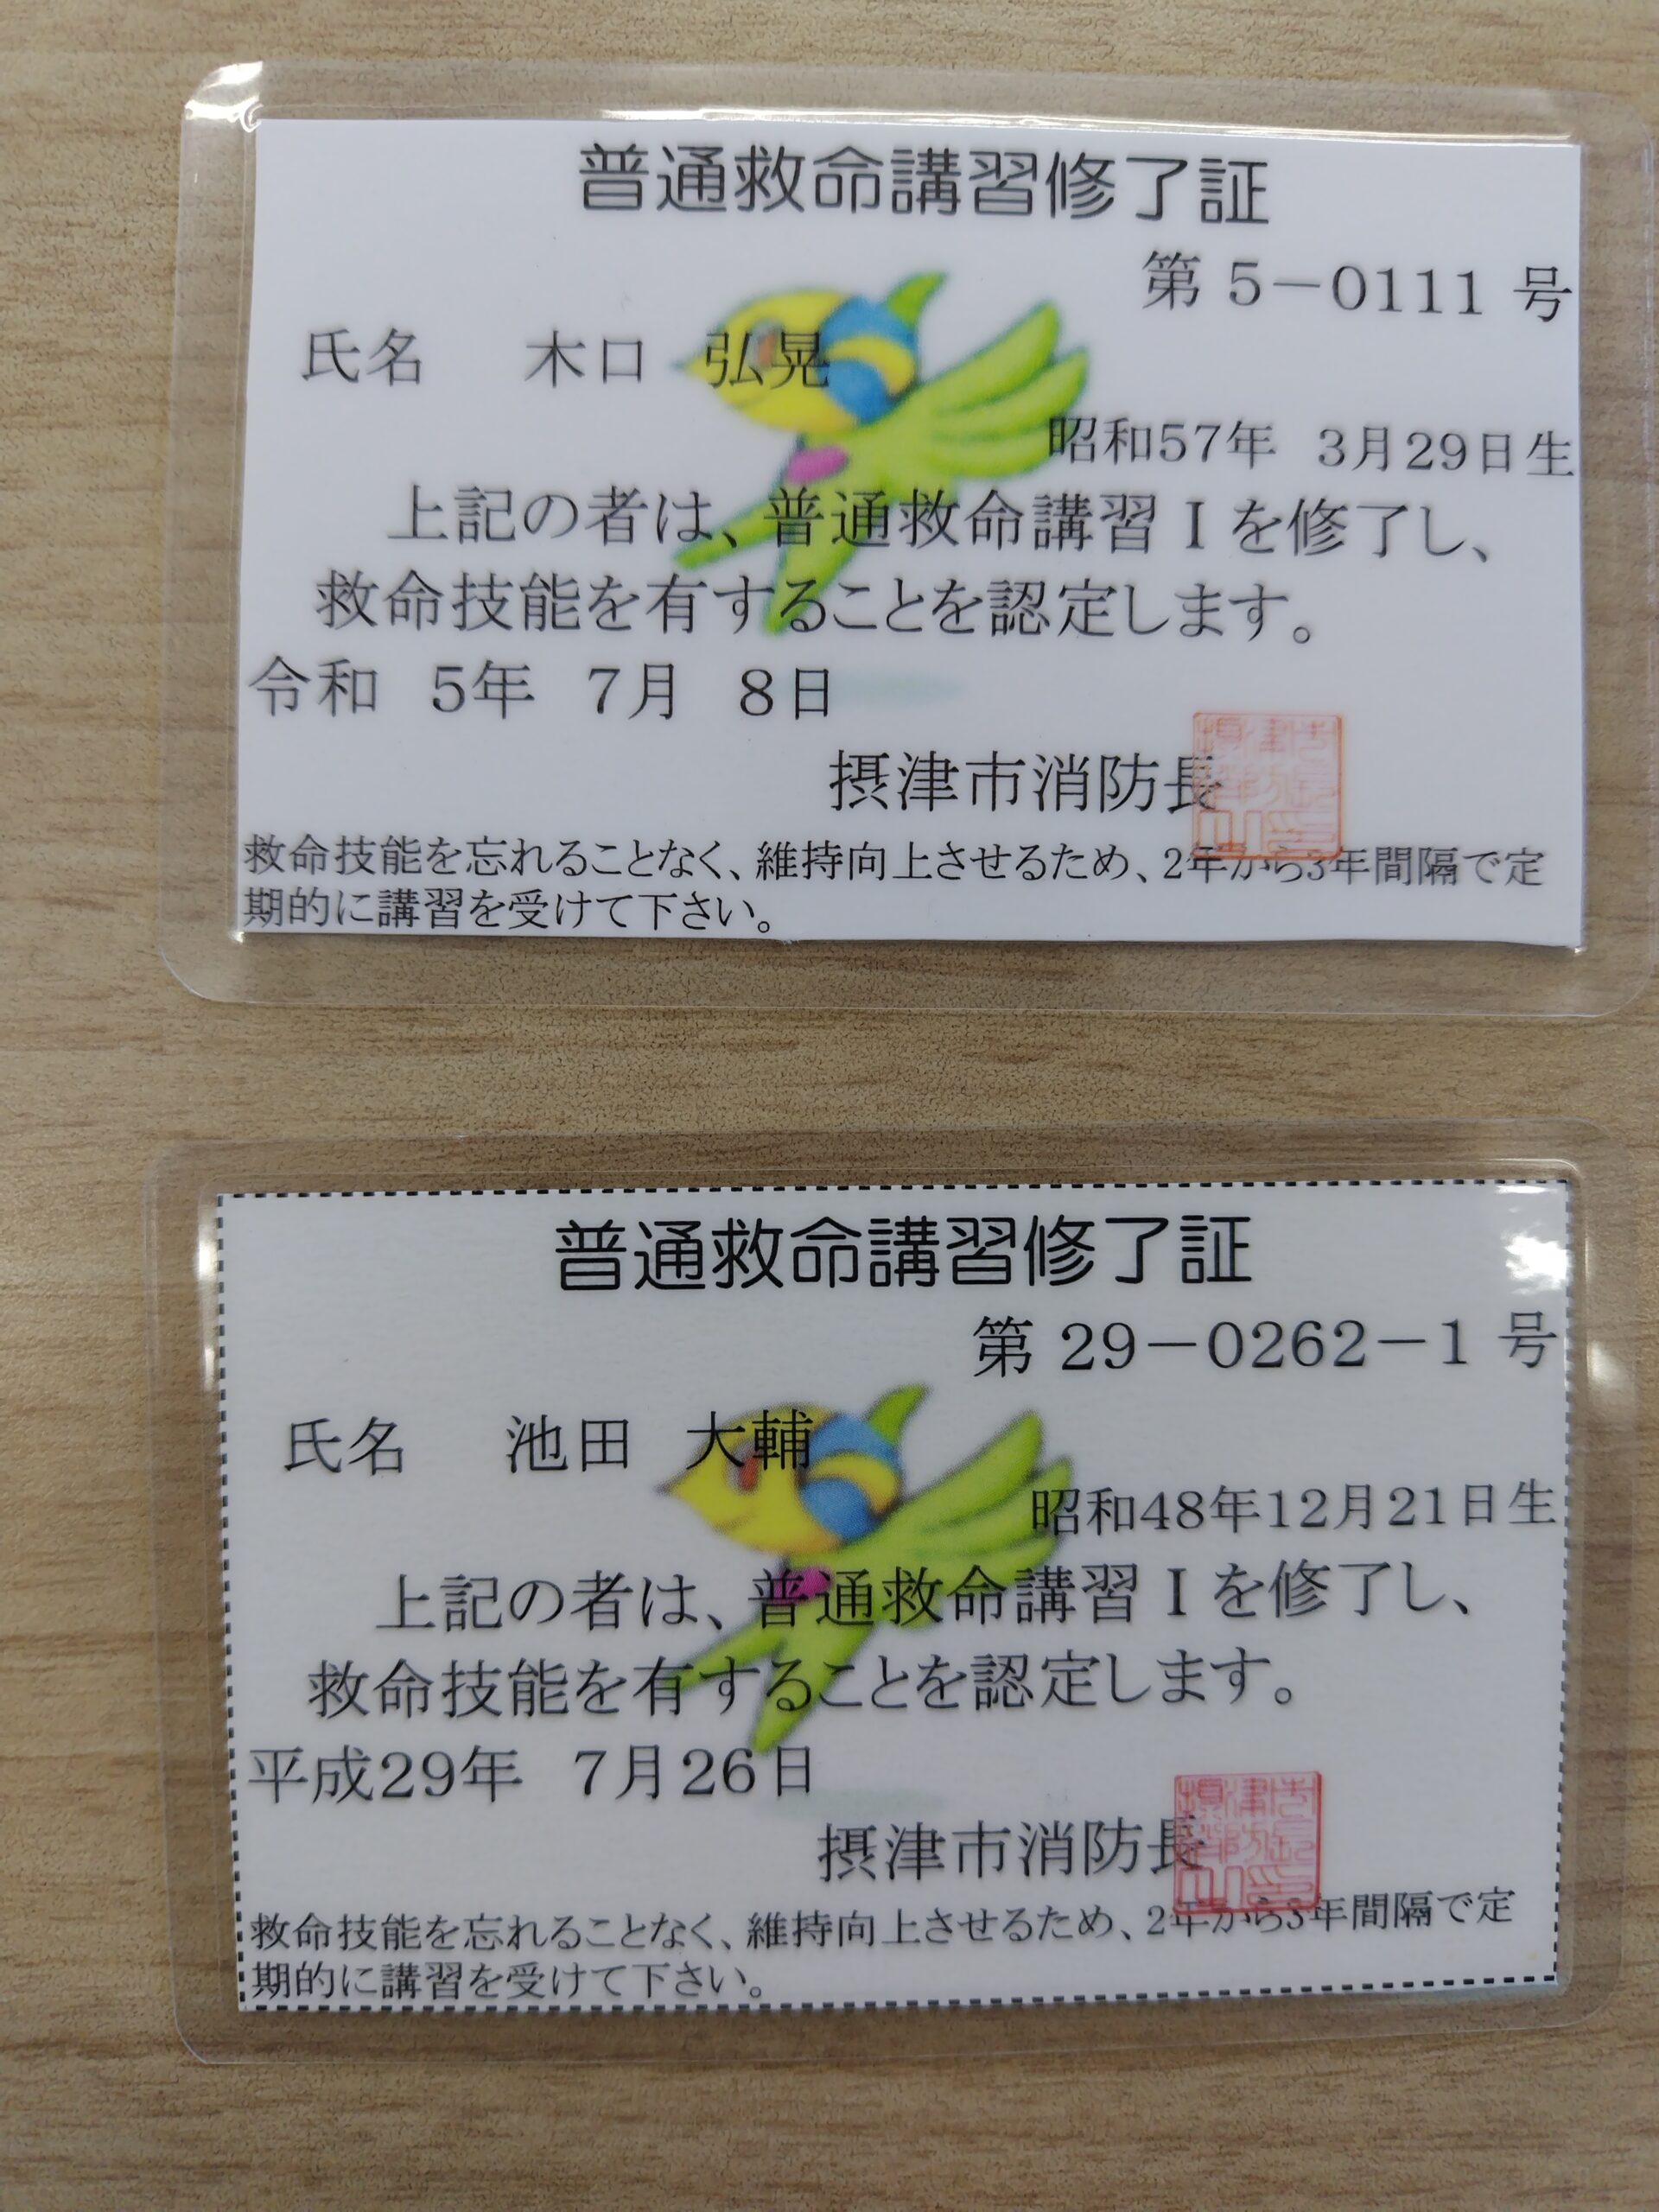 普通救命講習修了証
第 5－0111 号
氏名　木口　弘晃
昭和57年 3月29日生
上記の者は、普通救命講習Ⅰを修了し、
救命技能を有することを認定します。
令和 5年 7月 8日
摂津市消防長
救命技能を忘れることなく、維持向上させるため、2年から3年間隔で定
期的に講習を受けて下さい。
普通救命講習修了証
第 29－0262－1 号
氏名　池田　大輔
昭和48年12月21日生
上記の者は、普通救命講習Ⅰを修了し、
救命技能を有することを認定します。
平成29年 7月26日
摂津市消防長
救命技能を忘れることなく、維持向上させるため、2年から3年間隔で定
期的に講習を受けて下さい。